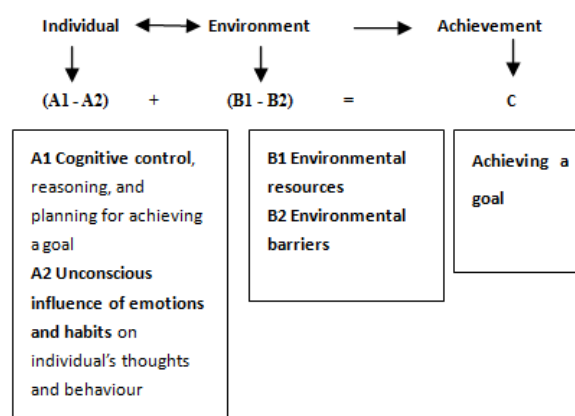 Individual Environment Achievement
(A1 - A2) + (B1 - B2) = C
A1 Cognitive control,
reasoning, and
planning for achieving
a goal
A2 Unconscious
influence of emotions
and habits on
individual's thoughts
and behaviour
B1 Environmental
resources
B2 Environmental
barriers
Achieving a
goal